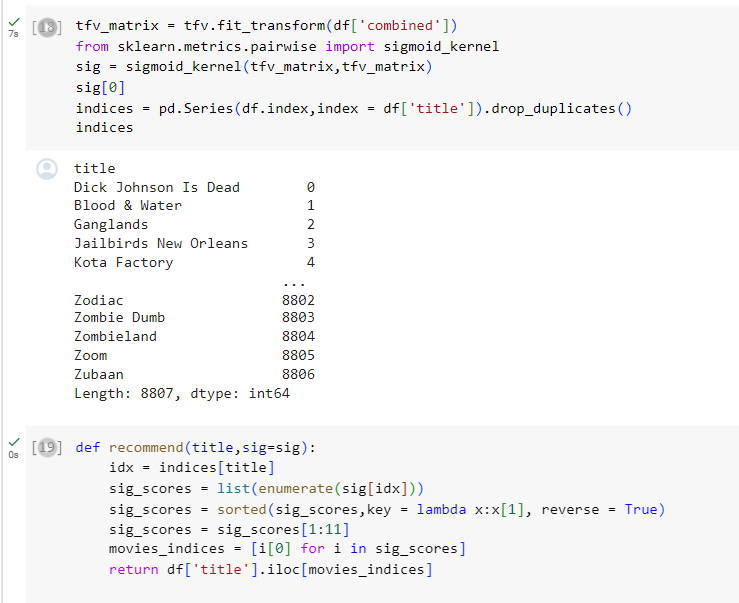 [18] tfv_matrix = tfv.fit_transform(df['combined'])
7s
from sklearn.metrics.pairwise import sigmoid_kernel
sig = sigmoid_kernel(tfv_matrix,tfv_matrix)
sig[0]
indices = pd.Series(df.index,index = df['title']).drop_duplicates()
indices
title
Dick Johnson Is Dead 0
Blood & Water 1
Ganglands 2
Jailbirds New Orleans 3
Kota Factory 4
...
Zodiac 8802
Zombie Dumb 8803
Zombieland 8804
Zoom 8805
Zubaan 8806
Length: 8807, dtype: int64
[19] def recommend(title,sig=sig):
0s
idx = indices[title]
sig_scores = list(enumerate(sig[idx]))
sig_scores = sorted(sig_scores,key = lambda x:x[1], reverse = True)
sig_scores = sig_scores[1:11]
movies_indices = [i[0] for i in sig_scores]
return df['title'].iloc[movies_indices]